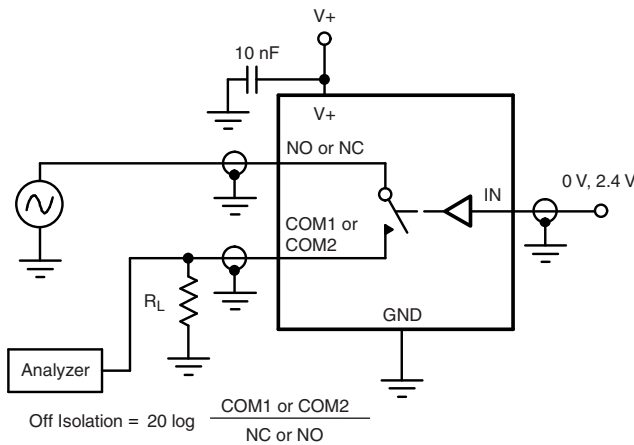 V+
10 nF
V+
NO or NC
0 V, 2.4 V
IN
COM1 or
COM2
R_L
GND
Analyzer
Off Isolation = 20 log COM1 or COM2
NC or NO